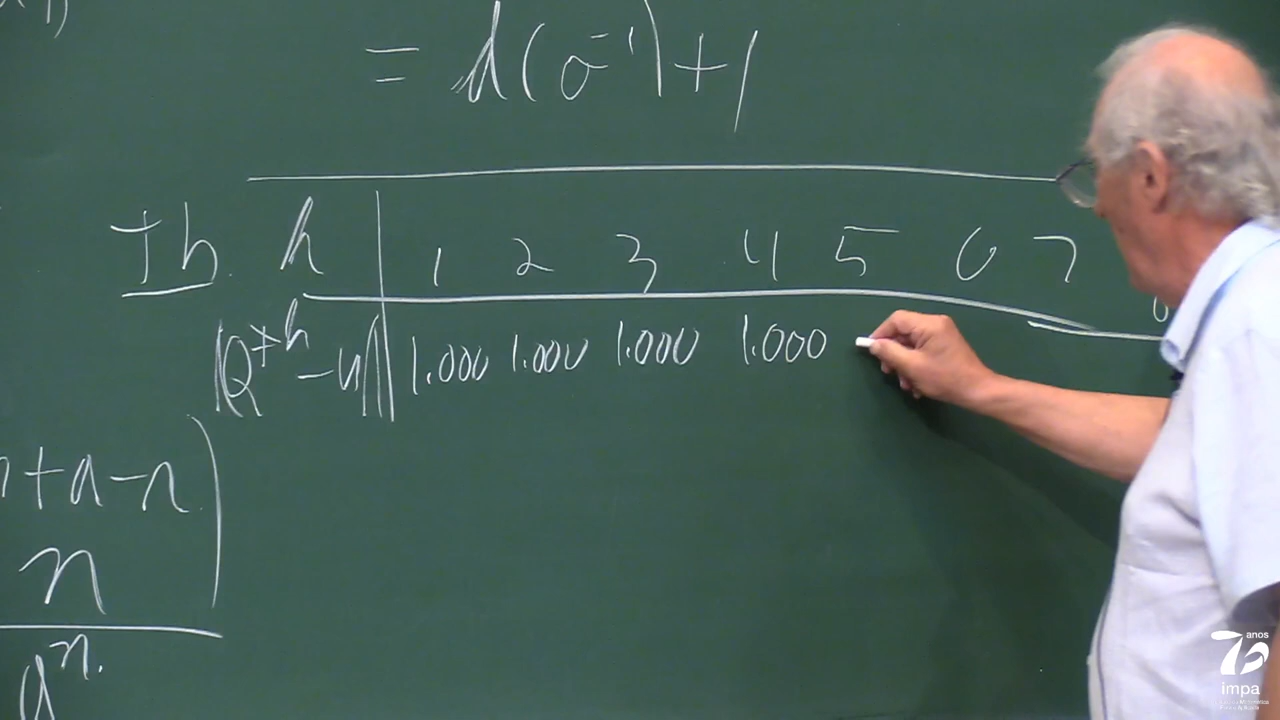 = d(σ⁻¹)+1
Th. h 1 2 3 4 5 6 7
‖Q*ʰ - u‖ 1.000 1.000 1.000 1.000
+a-n
n
aⁿ.
anos
impa